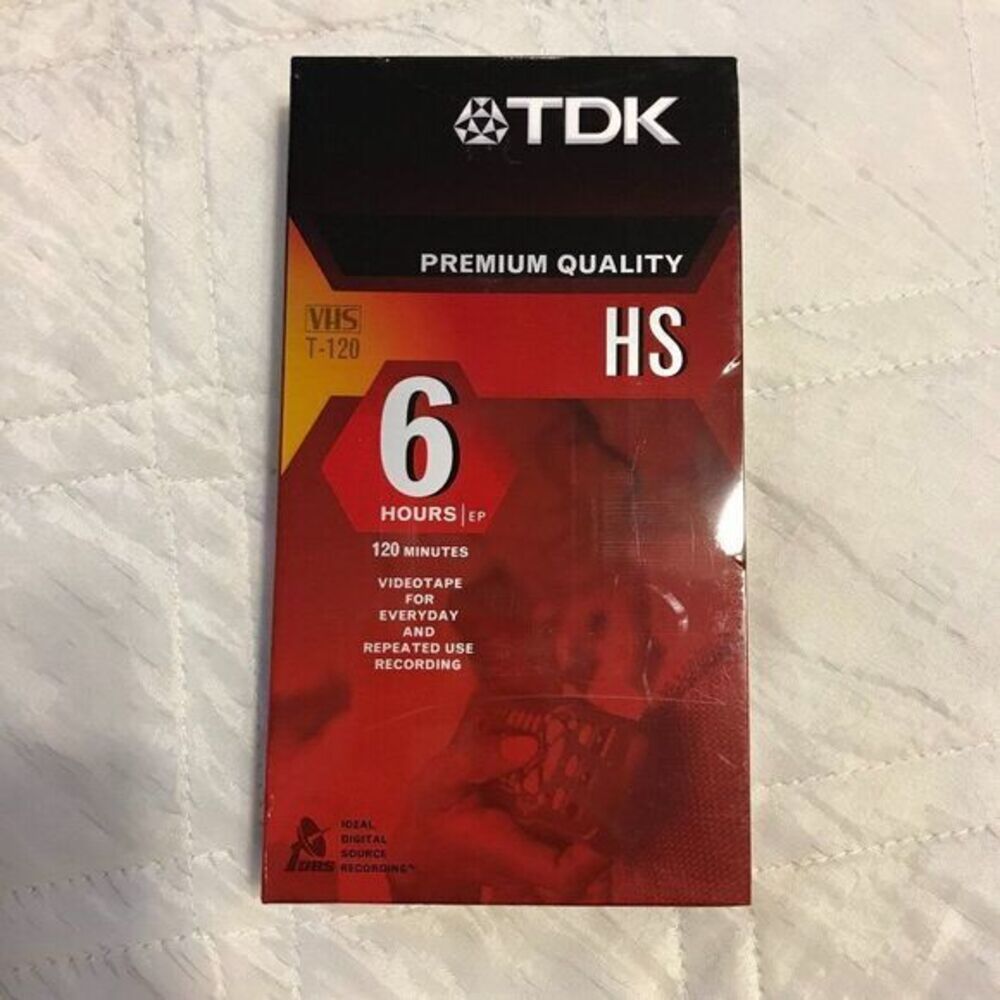 TDK
PREMIUM QUALITY
HS
VHS
T-120
6
HOURS | EP
120 MINUTES
VIDEOTAPE
FOR
EVERYDAY
AND
REPEATED USE
RECORDING
IDEAL
DIGITAL
SOURCE
RECORDING™